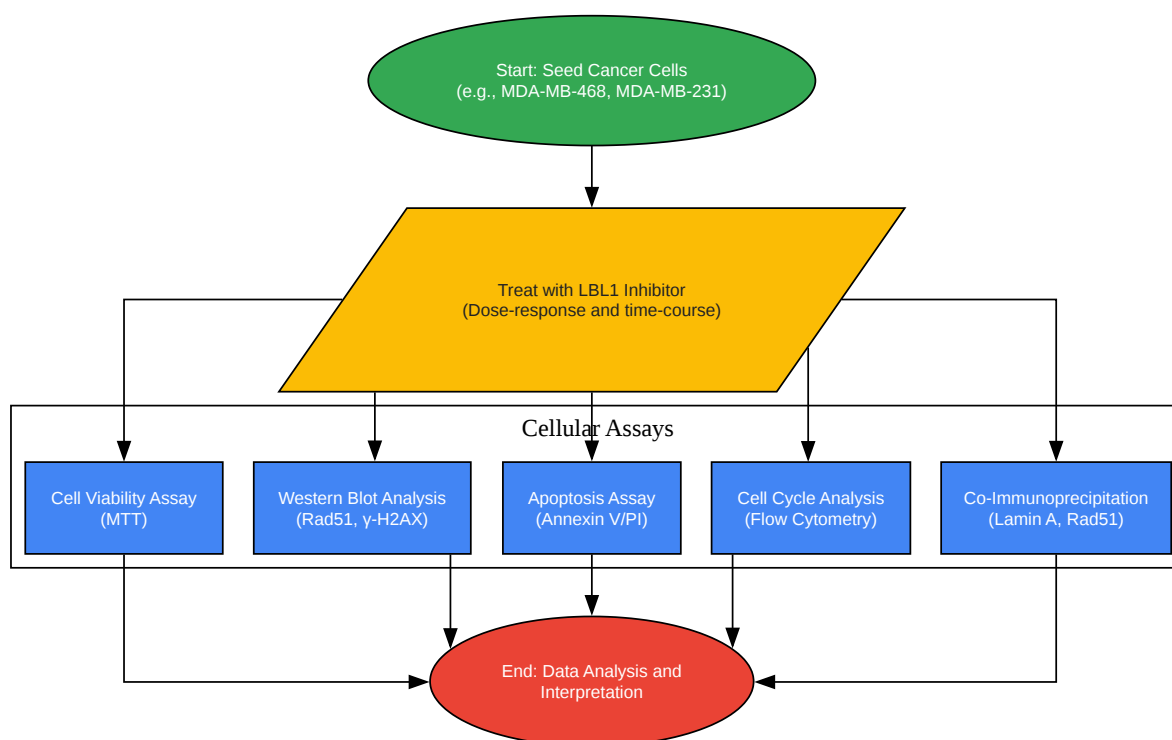 Start: Seed Cancer Cells
(e.g., MDA-MB-468, MDA-MB-231)
Treat with LBL1 Inhibitor
(Dose-response and time-course)
Cellular Assays
Cell Viability Assay
(MTT)
Western Blot Analysis
(Rad51, γ-H2AX)
Apoptosis Assay
(Annexin V/PI)
Cell Cycle Analysis
(Flow Cytometry)
Co-Immunoprecipitation
(Lamin A, Rad51)
End: Data Analysis and
Interpretation